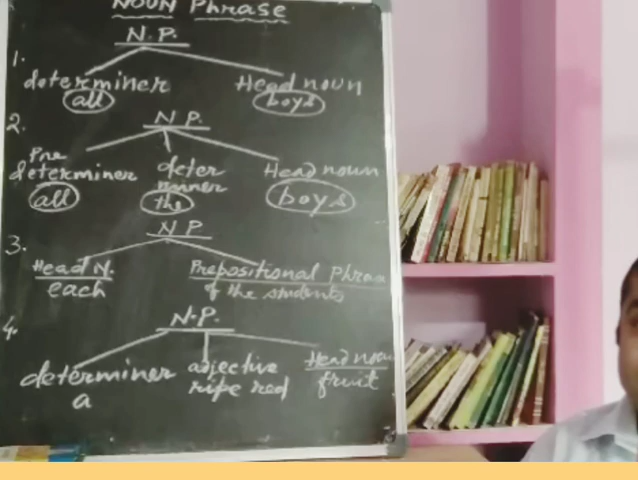 NOUN Phrase
N.P.
1.
determiner Head noun
all boys
2. N P.
Pre
determiner deter Head noun
minner
all the boys
3. N P
Head N. Prepositional Phrase
each of the students
4. N.P.
determiner adjective Head noun
a ripe red fruit